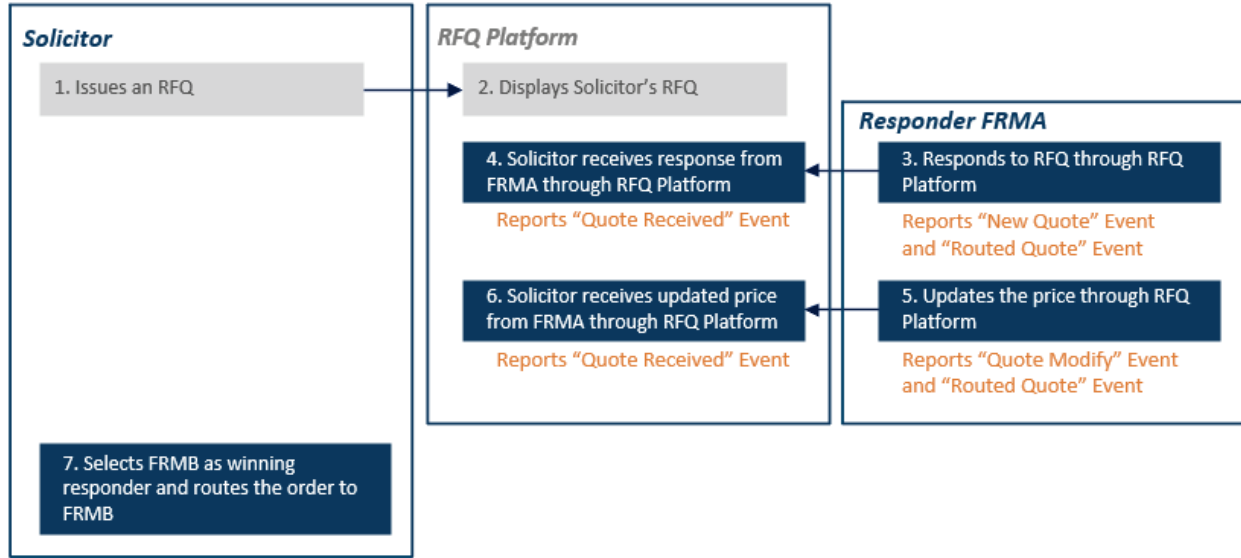 Solicitor
1. Issues an RFQ
RFQ Platform
2. Displays Solicitor's RFQ
Responder FRMA
4. Solicitor receives response from
FRMA through RFQ Platform
Reports “Quote Received” Event
3. Responds to RFQ through RFQ
Platform
Reports “New Quote” Event
and “Routed Quote” Event
6. Solicitor receives updated price
from FRMA through RFQ Platform
Reports “Quote Received” Event
5. Updates the price through RFQ
Platform
Reports “Quote Modify” Event
and “Routed Quote” Event
7. Selects FRMB as winning
responder and routes the order to
FRMB